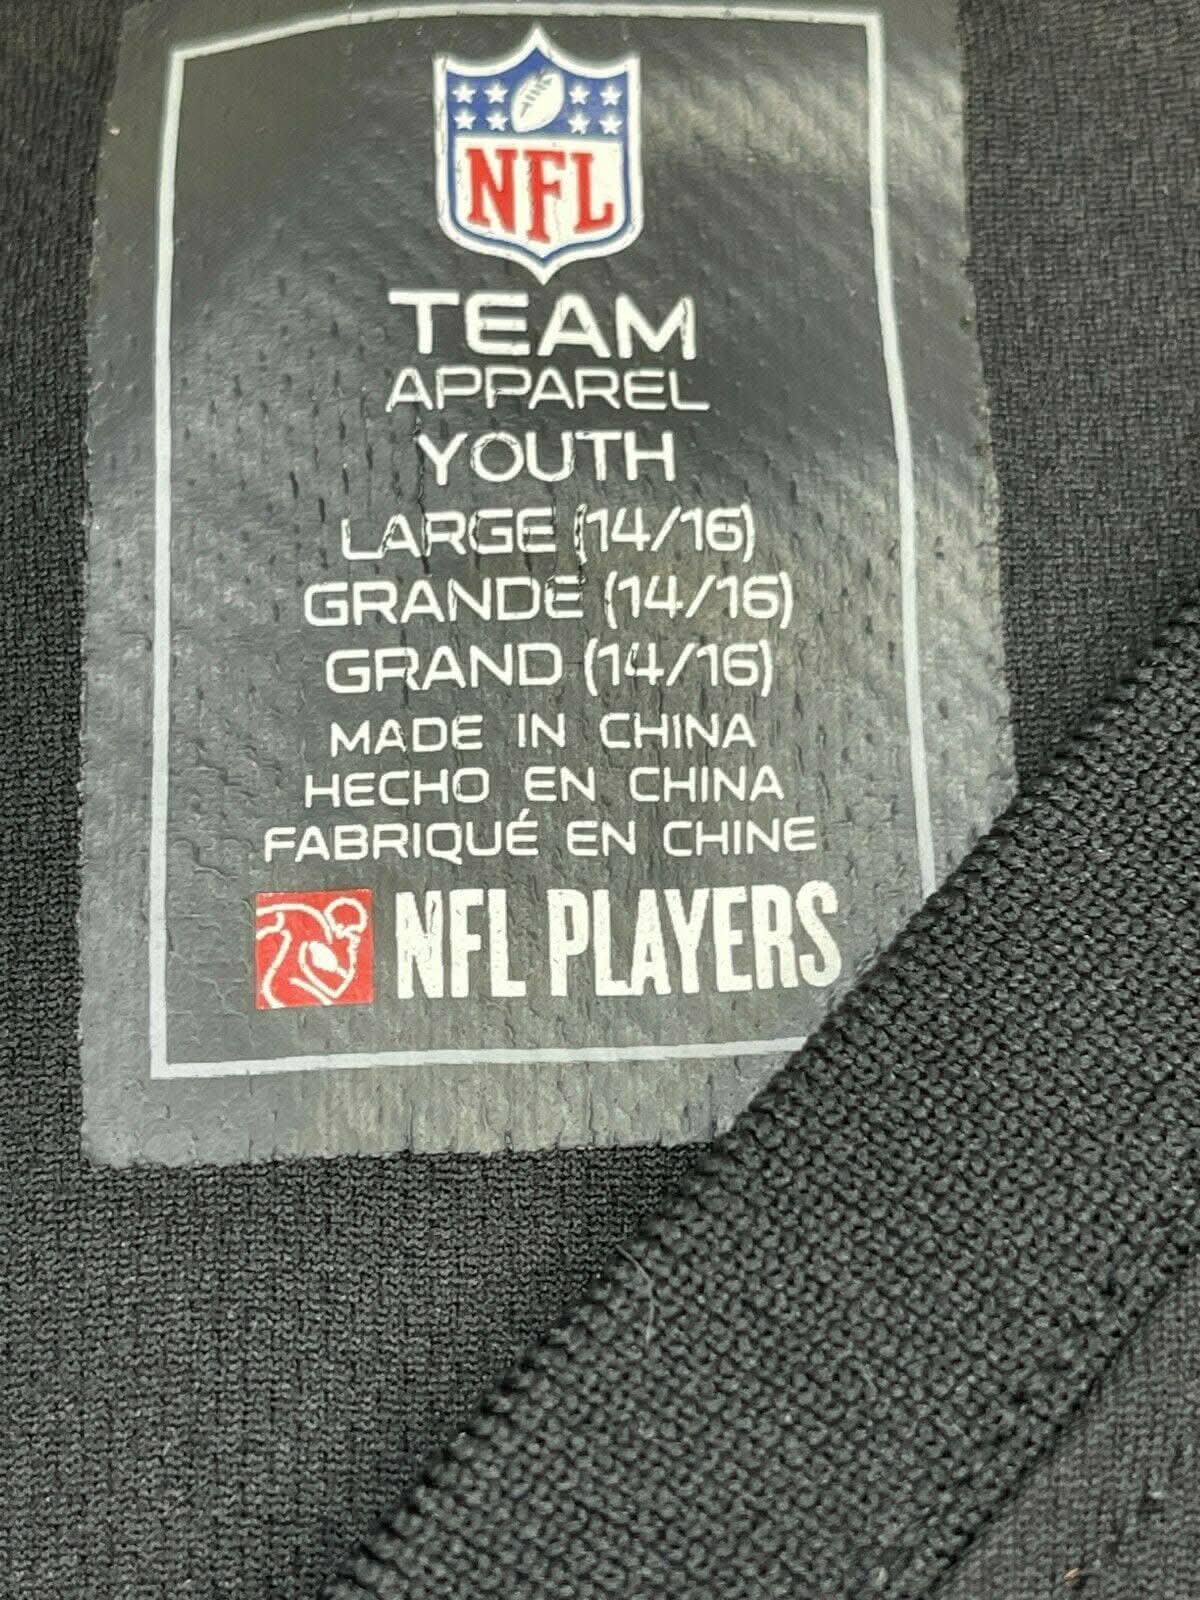 NFL
TEAM
APPAREL
YOUTH
LARGE (14/16)
GRANDE (14/16)
GRAND (14/16)
MADE IN CHINA
HECHO EN CHINA
FABRIQUÉ EN CHINE
NFL PLAYERS